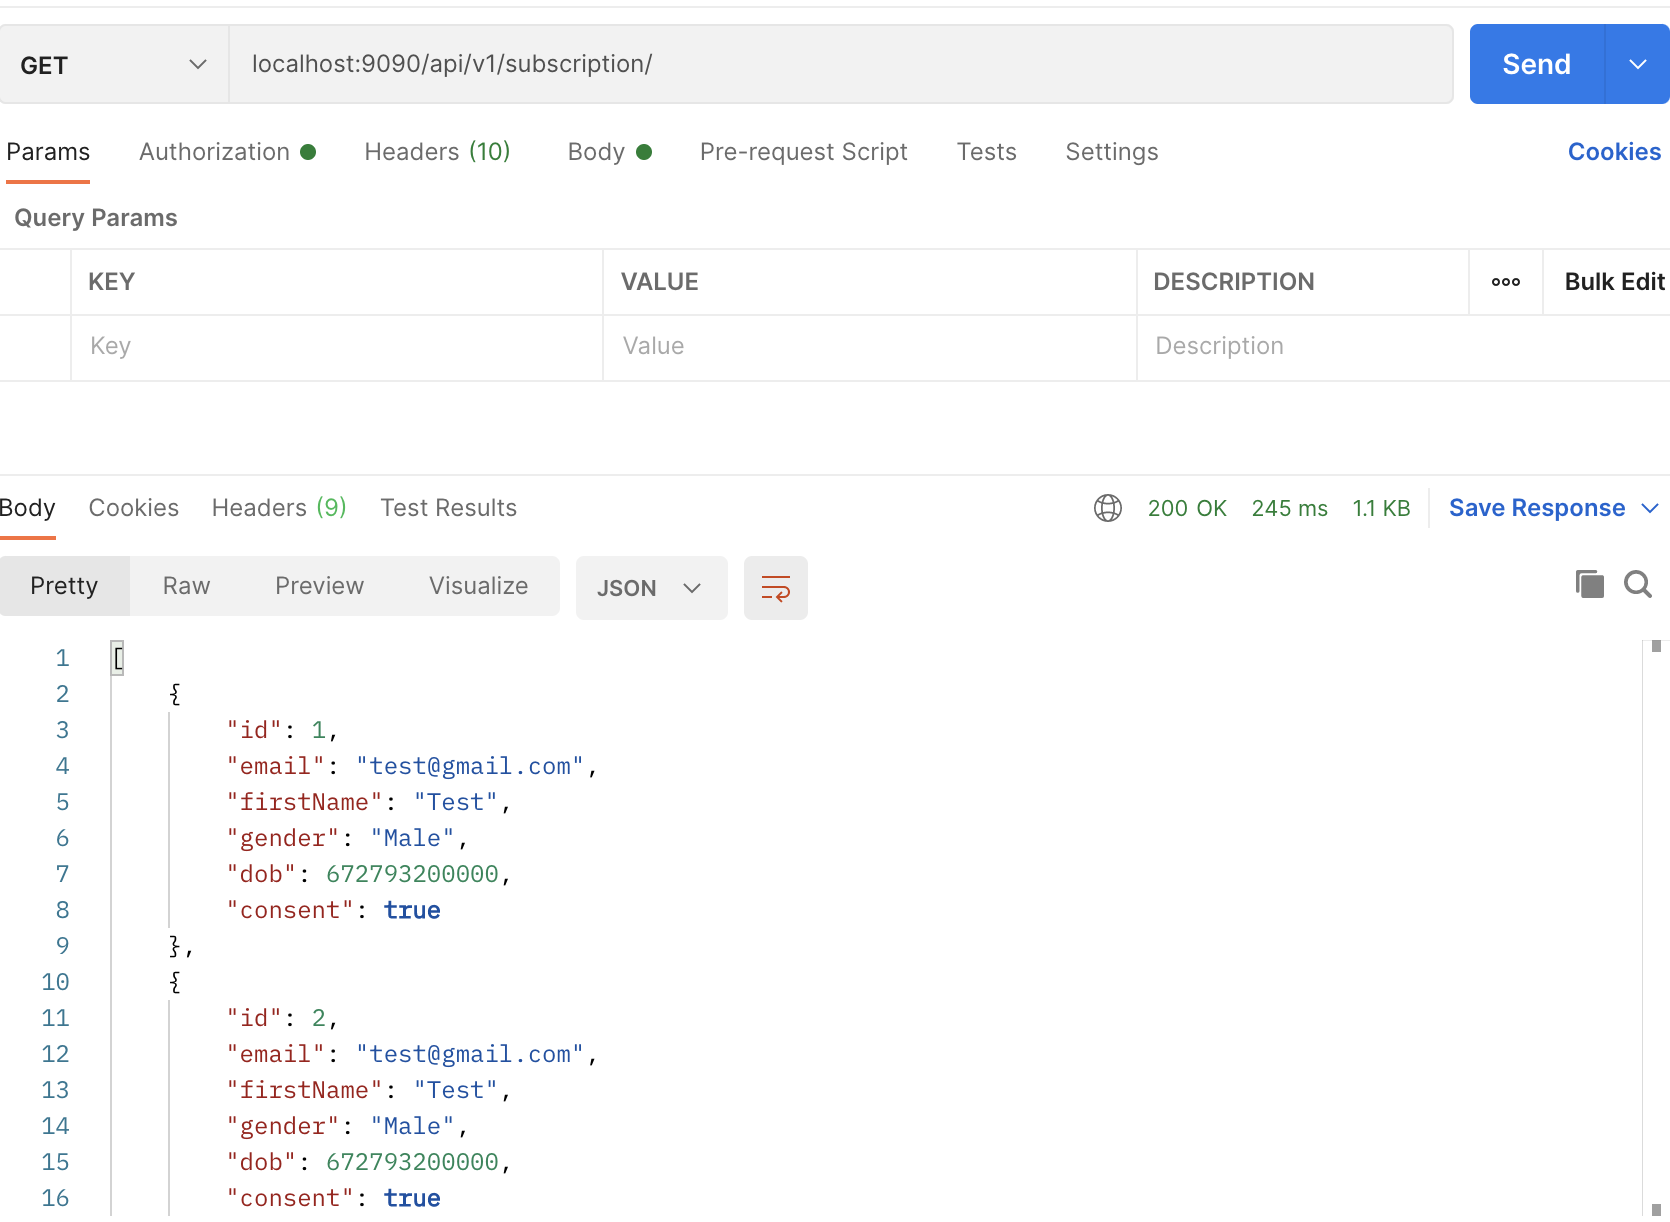 GET localhost:9090/api/v1/subscription/ Send
Params Authorization Headers (10) Body Pre-request Script Tests Settings Cookies
Query Params
KEY VALUE DESCRIPTION ooo Bulk Edit
Key Value Description
Body Cookies Headers (9) Test Results 200 OK 245 ms 1.1 KB Save Response
Pretty Raw Preview Visualize JSON
1 [
2 {
3 "id": 1,
4 "email": "test@gmail.com",
5 "firstName": "Test",
6 "gender": "Male",
7 "dob": 672793200000,
8 "consent": true
9 },
10 {
11 "id": 2,
12 "email": "test@gmail.com",
13 "firstName": "Test",
14 "gender": "Male",
15 "dob": 672793200000,
16 "consent": true